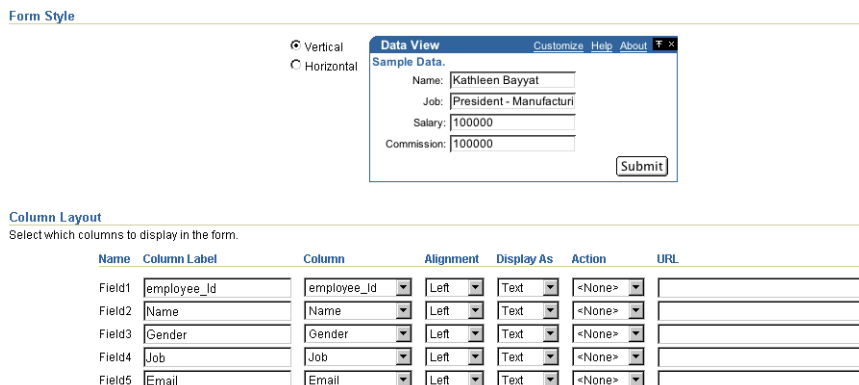 Form Style
Vertical
Horizontal
Data View Customize Help About
Sample Data.
Name: Kathleen Bayyat
Job: President - Manufacturi
Salary: 100000
Commission: 100000
Submit
Column Layout
Select which columns to display in the form.
Name Column Label Column Alignment Display As Action URL
Field1 employee_Id employee_Id Left Text <None>
Field2 Name Name Left Text <None>
Field3 Gender Gender Left Text <None>
Field4 Job Job Left Text <None>
Field5 Email Email Left Text <None>